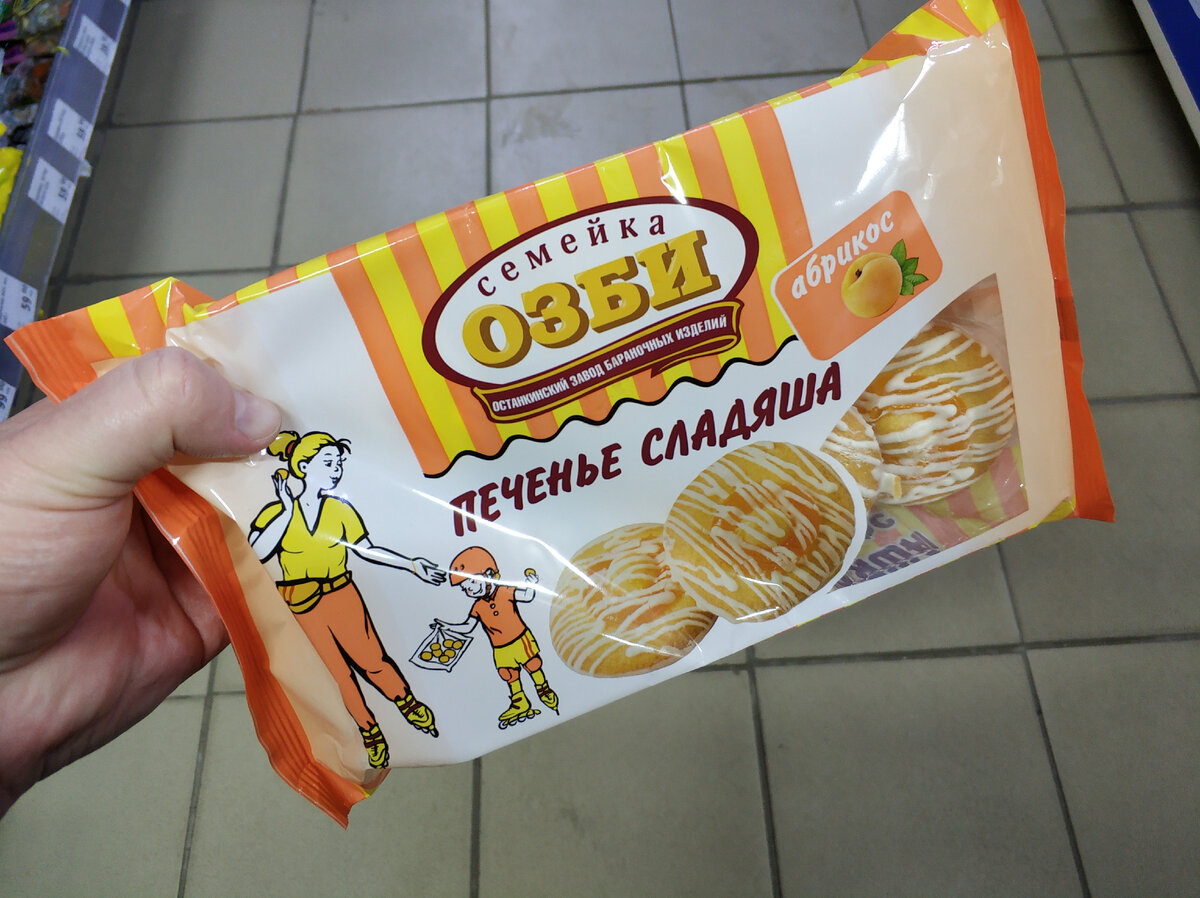 семейка
ОЗБИ
ОСТАНКИНСКИЙ ЗАВОД БАРАНОЧНЫХ ИЗДЕЛИЙ
абрикос
ПЕЧЕНЬЕ СЛАДЯША